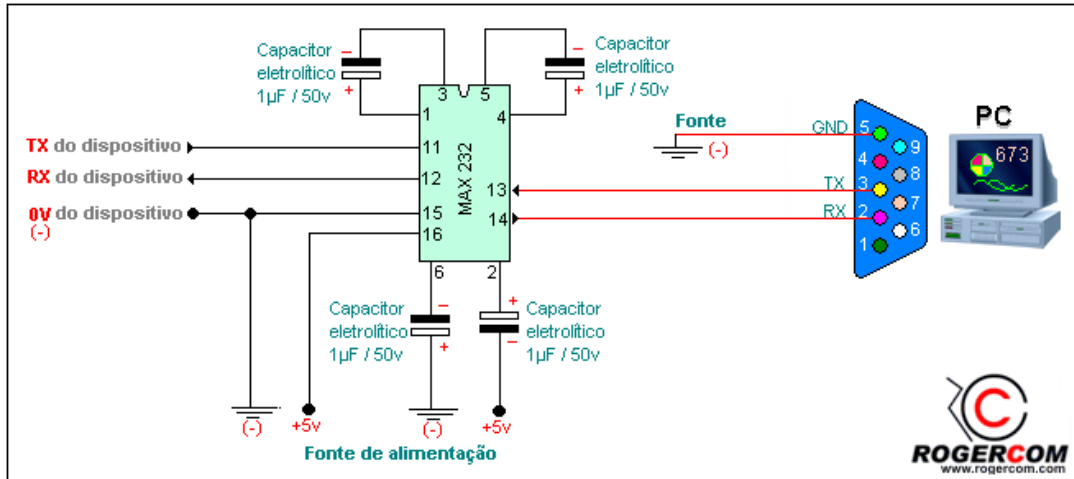 Capacitor
eletrolítico
1µF / 50v
–
+
Capacitor
eletrolítico
1µF / 50v
–
+
3
5
1
4
TX do dispositivo
11
RX do dispositivo
12
0V do dispositivo
(-)
15
16
MAX 232
13
14
6
2
Fonte
(-)
GND
TX
RX
5
4
3
2
1
9
8
7
6
PC
673
Capacitor
eletrolítico
1µF / 50v
–
+
+
–
Capacitor
eletrolítico
1µF / 50v
(-)
+5v
(-)
+5v
Fonte de alimentação
C
ROGERCOM
www.rogercom.com